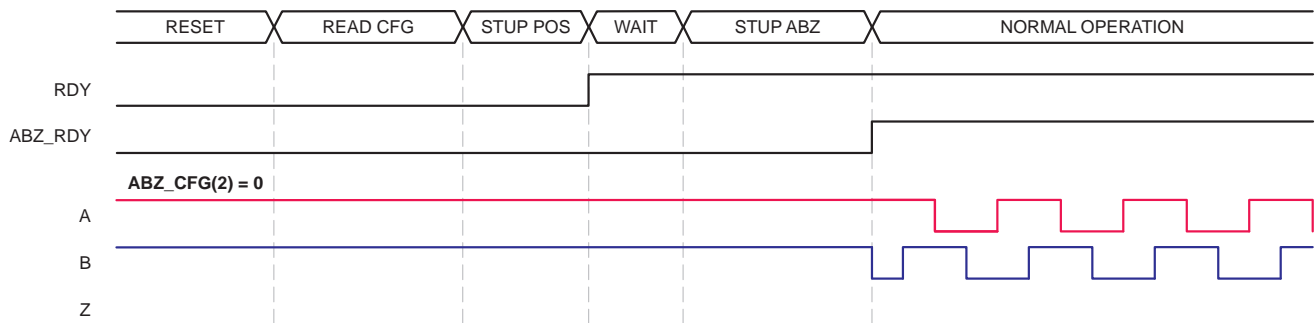 RESET READ CFG STUP POS WAIT STUP ABZ NORMAL OPERATION
RDY
ABZ_RDY
ABZ_CFG(2) = 0
A
B
Z